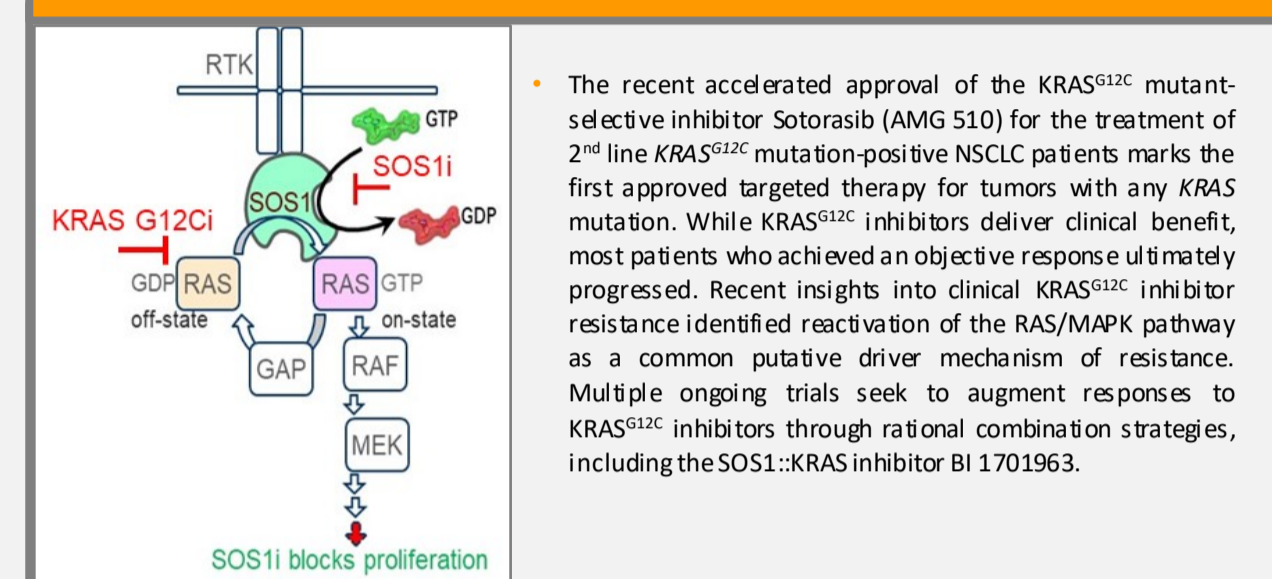 RTK
GTP
SOS1i
SOS1
KRAS G12Ci
GDP
GDP RAS
RAS GTP
off-state
on-state
GAP
RAF
MEK
SOS1i blocks proliferation
• The recent accelerated approval of the KRASG12C mutant-
selective inhibitor Sotorasib (AMG 510) for the treatment of
2nd line KRASG12C mutation-positive NSCLC patients marks the
first approved targeted therapy for tumors with any KRAS
mutation. While KRASG12C inhibitors deliver clinical benefit,
most patients who achieved an objective response ultimately
progressed. Recent insights into clinical KRASG12C inhibitor
resistance identified reactivation of the RAS/MAPK pathway
as a common putative driver mechanism of resistance.
Multiple ongoing trials seek to augment responses to
KRASG12C inhibitors through rational combination strategies,
including the SOS1::KRAS inhibitor BI 1701963.